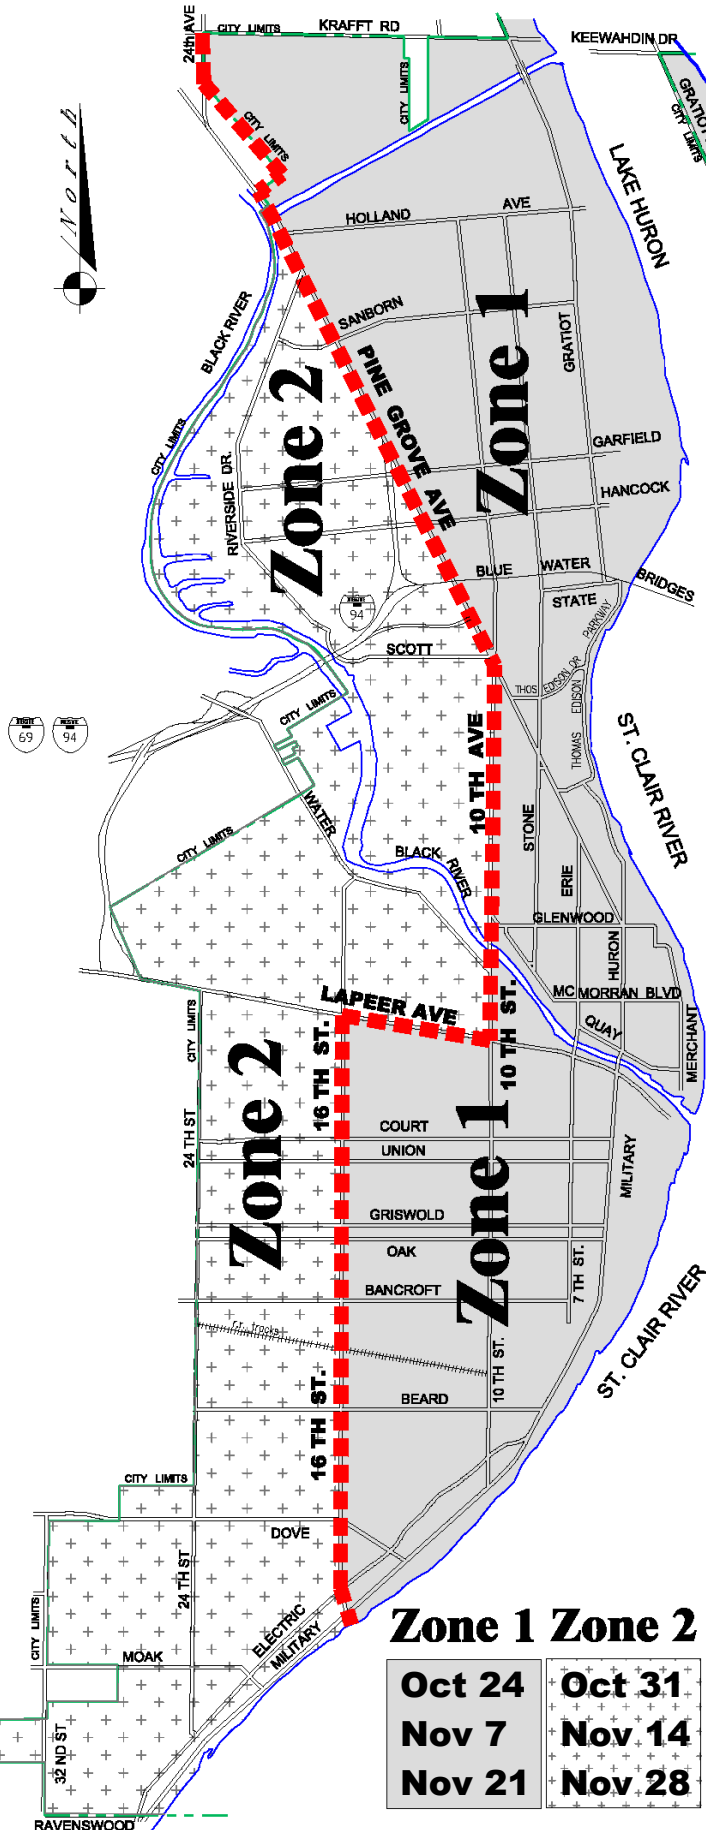 24th AVE
CITY LIMITS
KRAFFT RD
KEEWAHDIN DR
CITY LIMITS
GRATIOT
CITY LIMITS
CITY LIMITS
North
LAKE HURON
HOLLAND
AVE
BLACK RIVER
SANBORN
PINE GROVE AVE
Zone 1
GRATIOT
Zone 2
CITY LIMITS
RIVERSIDE DR.
GARFIELD
HANCOCK
BLUE
WATER
BRIDGES
STATE
PARKWAY
94
SCOTT
THOS
EDISON DR
THOMAS
EDISON
CITY LIMITS
69
94
ST. CLAIR RIVER
10 TH AVE
WATER
STONE
CITY LIMITS
BLACK
RIVER
ERIE
GLENWOOD
HURON
MC MORRAN BLVD
LAPEER AVE
10 TH ST.
QUAY
MERCHANT
CITY LIMITS
16 TH ST.
Zone 2
24 TH ST
COURT
UNION
Zone 1
MILITARY
GRISWOLD
OAK
7 TH ST.
BANCROFT
r.r. tracks
ST. CLAIR RIVER
10 TH ST.
BEARD
16 TH ST.
CITY LIMITS
DOVE
24 TH ST
CITY LIMITS
ELECTRIC
MILITARY
MOAK
32 ND ST
RAVENSWOOD
Zone 1 Zone 2
Oct 24 Oct 31
Nov 7 Nov 14
Nov 21 Nov 28